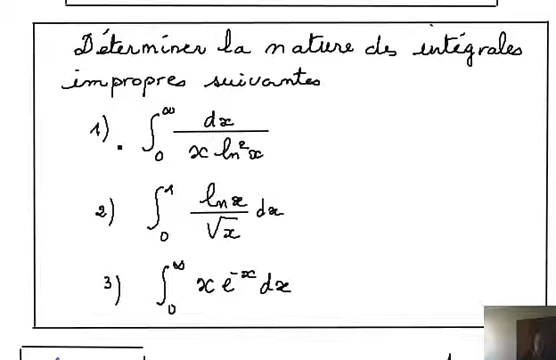 Déterminer la nature des intégrales
impropres suivantes
1). ∫₀^∞ dx / (x ln²x)
2) ∫₀^1 (ln x / √x) dx
3) ∫₀^∞ x e^{-x} dx